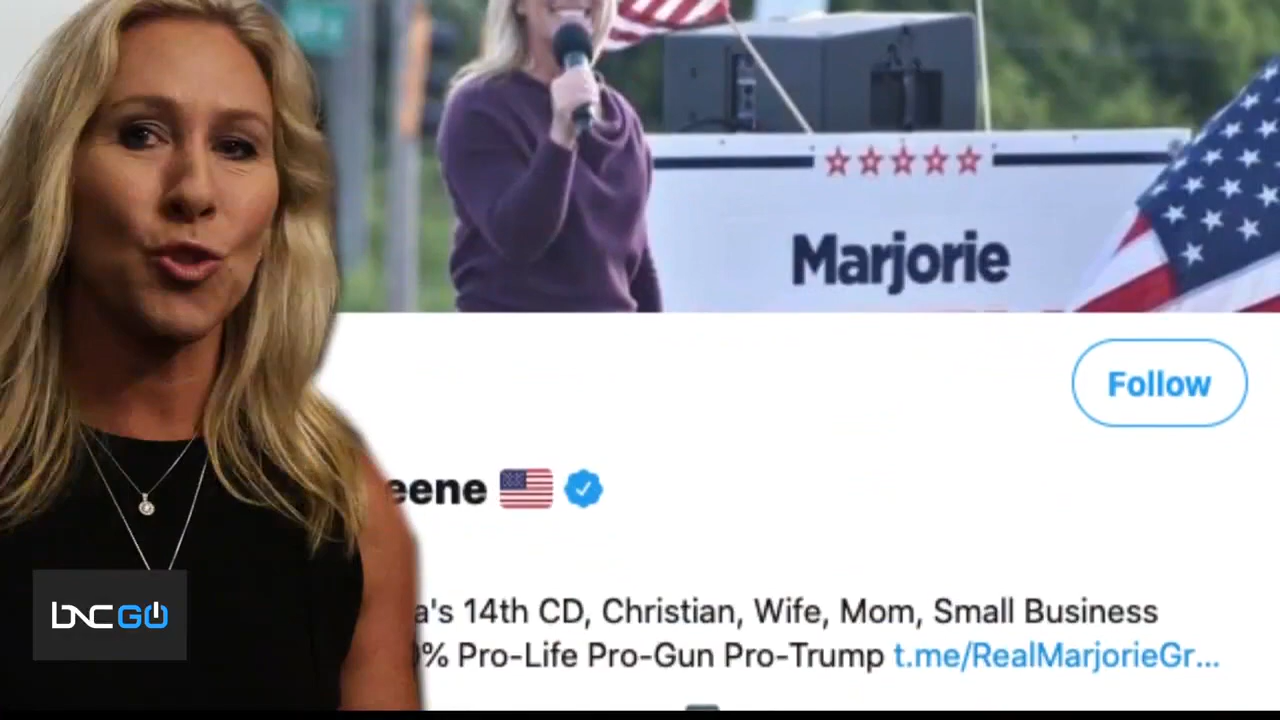 Marjorie
Follow
eene
a's 14th CD, Christian, Wife, Mom, Small Business
% Pro-Life Pro-Gun Pro-Trump t.me/RealMarjorieGr...
BNC GO